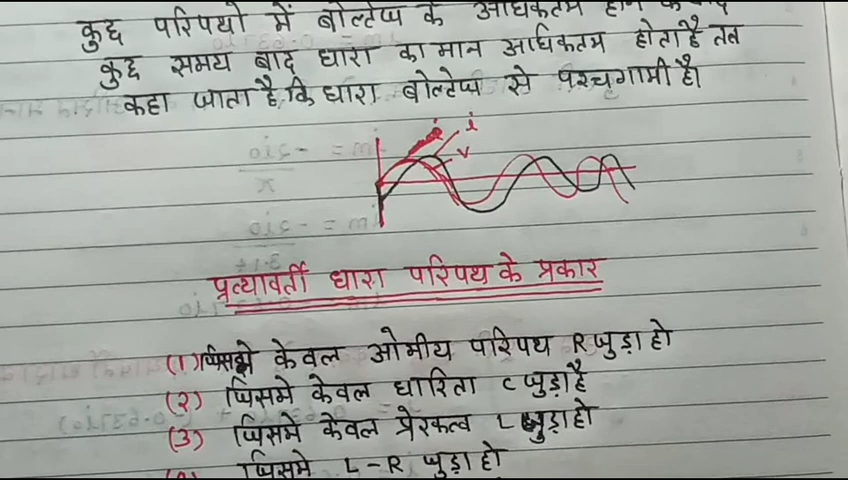 कुछ परिपथों में वोल्टेज के अधिकतम होने के बाद
कुछ समय बाद धारा का मान अधिकतम होता है तब
कहा जाता है कि धारा वोल्टेज से पश्चगामी है।
i
V
प्रत्यावर्ती धारा परिपथ के प्रकार
(1) जिसमे केवल ओमीय परिपथ R जुड़ा हो
(2) जिसमे केवल धारिता C जुड़ा है
(3) जिसमे केवल प्रेरकत्व L जुड़ा हो
जिसमे L-R जुड़ा हो